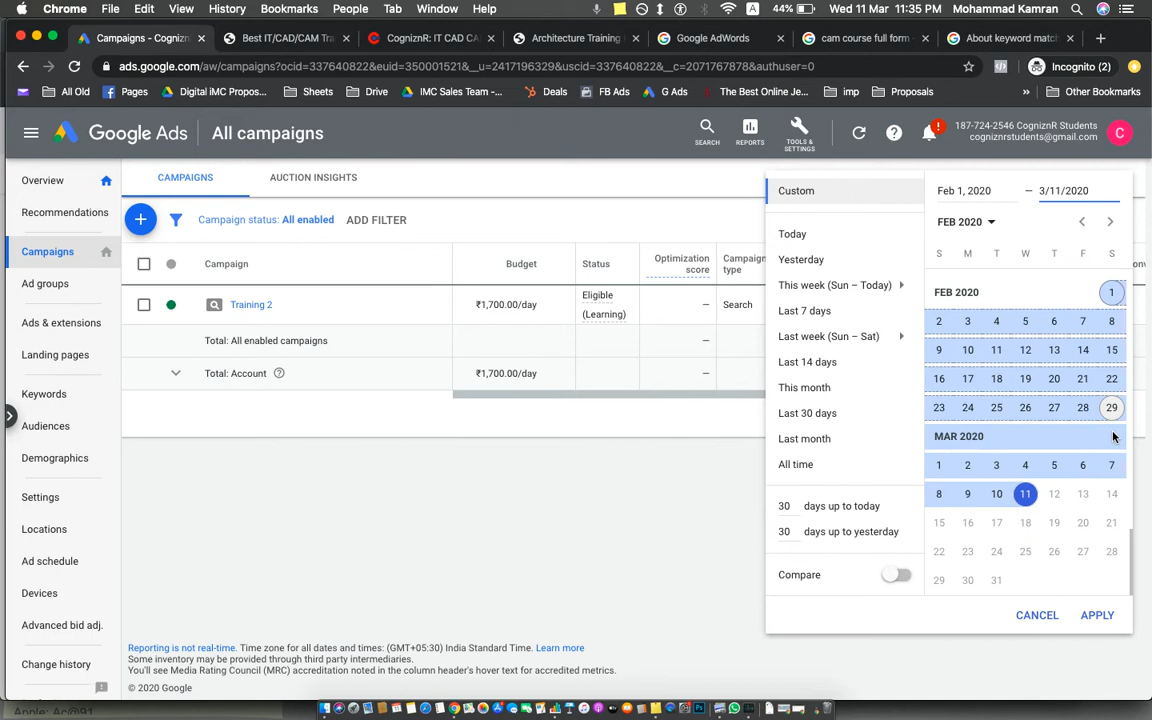 Chrome File Edit View History Bookmarks People Tab Window Help A 44% Wed 11 Mar 11:35 PM Mohammad Kamran
Campaigns - Cogniz
Best IT/CAD/CAM Tra
CognizR: IT CAD CA
Architecture Training
Google AdWords
cam course full form -
About keyword match
ads.google.com/aw/campaigns?ocid=337640822&euid=350001521&__u=2417196329&uscid=337640822&__c=2071767878&authuser=0
Incognito (2)
All Old Pages Digital iMC Propos... Sheets Drive IMC Sales Team -... Deals FB Ads G Ads The Best Online Je... imp Proposals » Other Bookmarks
Google Ads All campaigns
SEARCH
REPORTS
TOOLS &
SETTINGS
187-724-2546 CognizR Students
cogniznrstudents@gmail.com
C
Overview
Recommendations
Campaigns
Ad groups
Ads & extensions
Landing pages
Keywords
Audiences
Demographics
Settings
Locations
Ad schedule
Devices
Advanced bid adj.
Change history
CAMPAIGNS AUCTION INSIGHTS
Campaign status: All enabled ADD FILTER
Campaign Budget Status Optimization
score Campaign
type
Training 2 ₹1,700.00/day Eligible
(Learning) — Search
Total: All enabled campaigns —
Total: Account ₹1,700.00/day —
Custom
Today
Yesterday
This week (Sun – Today)
Last 7 days
Last week (Sun – Sat)
Last 14 days
This month
Last 30 days
Last month
All time
30 days up to today
30 days up to yesterday
Compare
Feb 1, 2020 — 3/11/2020
FEB 2020
S M T W T F S
FEB 2020 1
2 3 4 5 6 7 8
9 10 11 12 13 14 15
16 17 18 19 20 21 22
23 24 25 26 27 28 29
MAR 2020
1 2 3 4 5 6 7
8 9 10 11 12 13 14
15 16 17 18 19 20 21
22 23 24 25 26 27 28
29 30 31
CANCEL APPLY
Reporting is not real-time. Time zone for all dates and times: (GMT+05:30) India Standard Time. Learn more
Some inventory may be provided through third party intermediaries.
You'll see Media Rating Council (MRC) accreditation noted in the column header's hover text for accredited metrics.
© 2020 Google